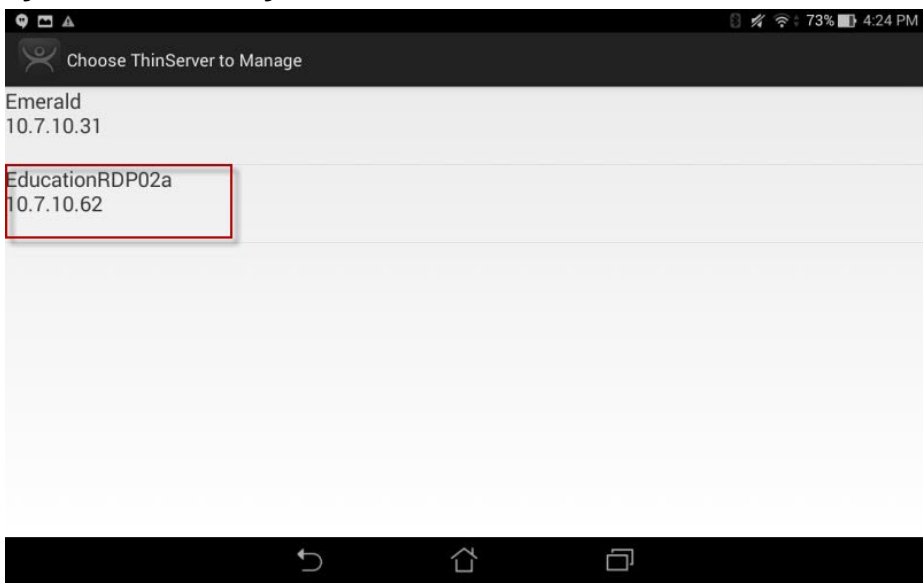 73% 4:24 PM
Choose ThinServer to Manage
Emerald
10.7.10.31
EducationRDP02a
10.7.10.62